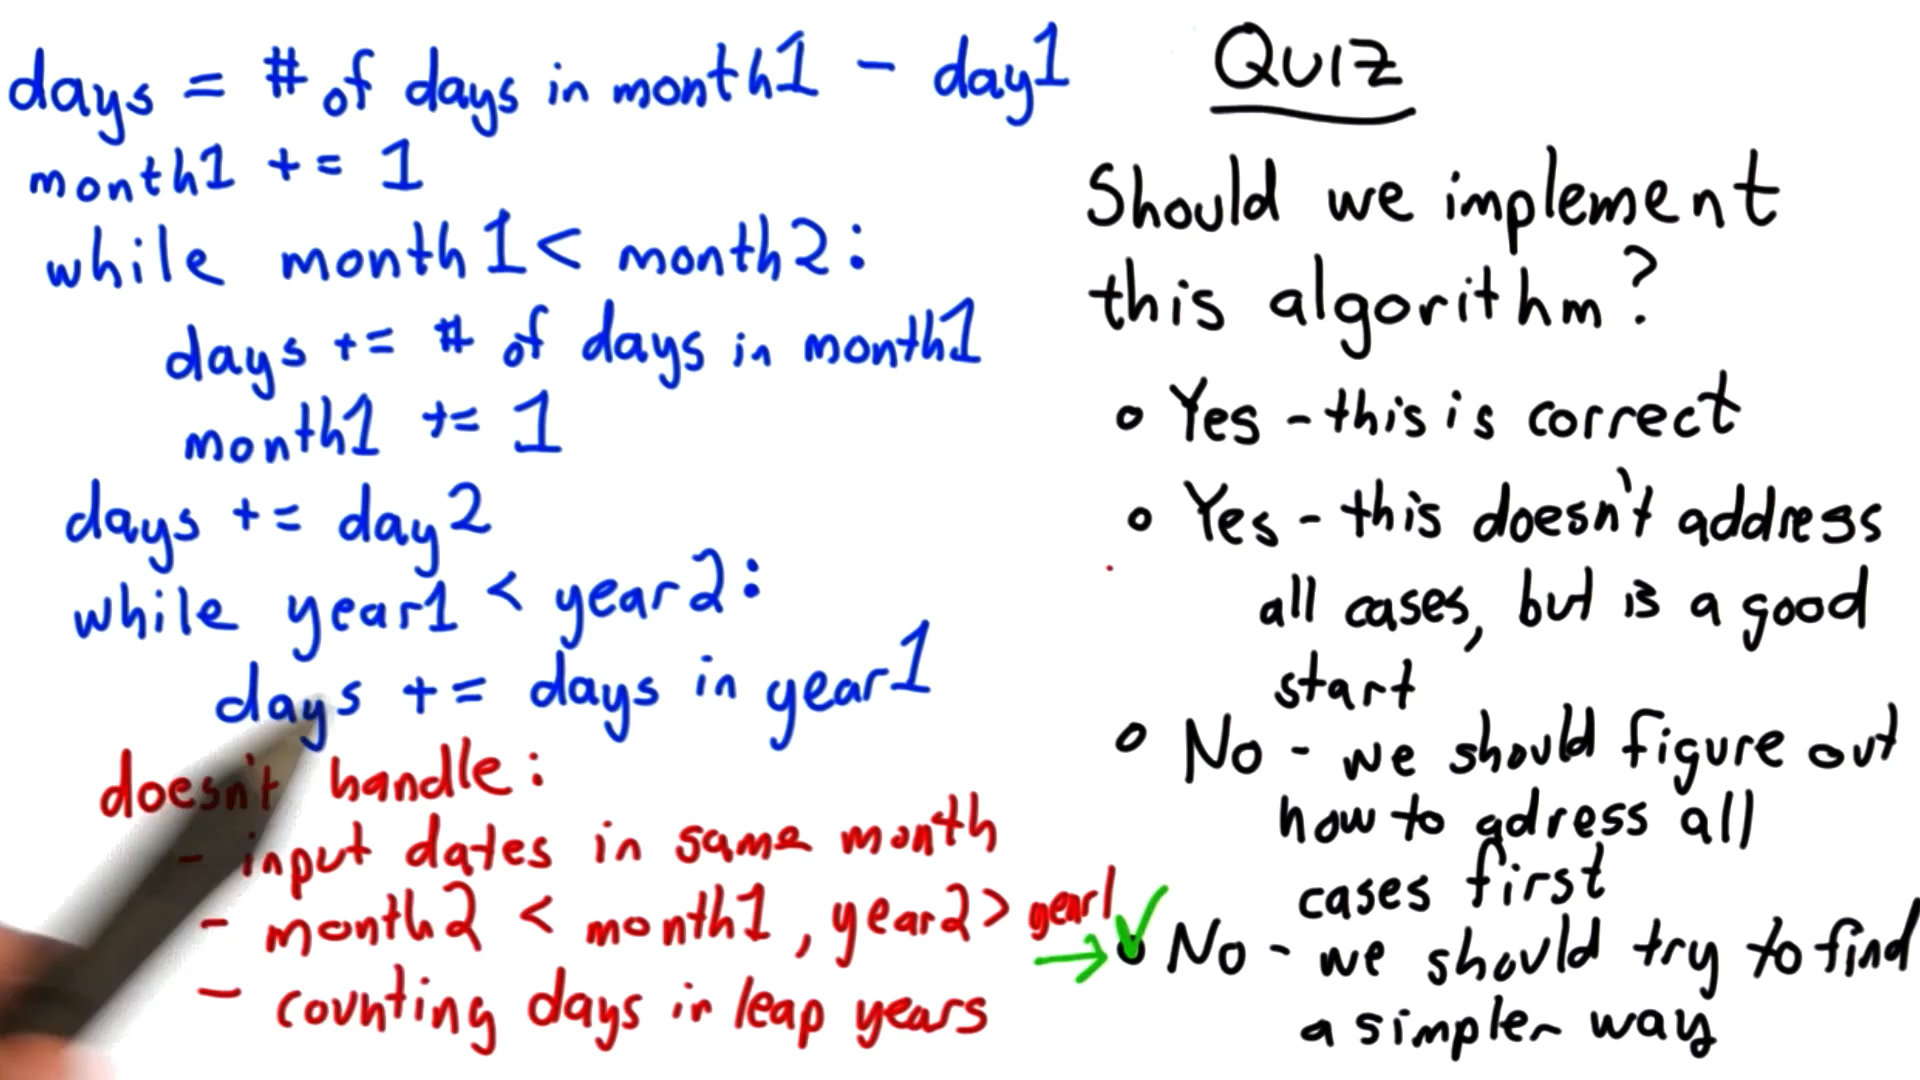 days = # of days in month1 - day1
month1 += 1
while month1 < month2:
days += # of days in month1
month1 += 1
days += day2
while year1 < year2:
days += days in year1
doesn't handle:
- input dates in same month
- month2 < month1, year2 > year1
- counting days in leap years
QUIZ
Should we implement
this algorithm?
o Yes - this is correct
o Yes - this doesn't address
all cases, but is a good
start
o No - we should figure out
how to adress all
cases first
→ o No - we should try to find
a simpler way